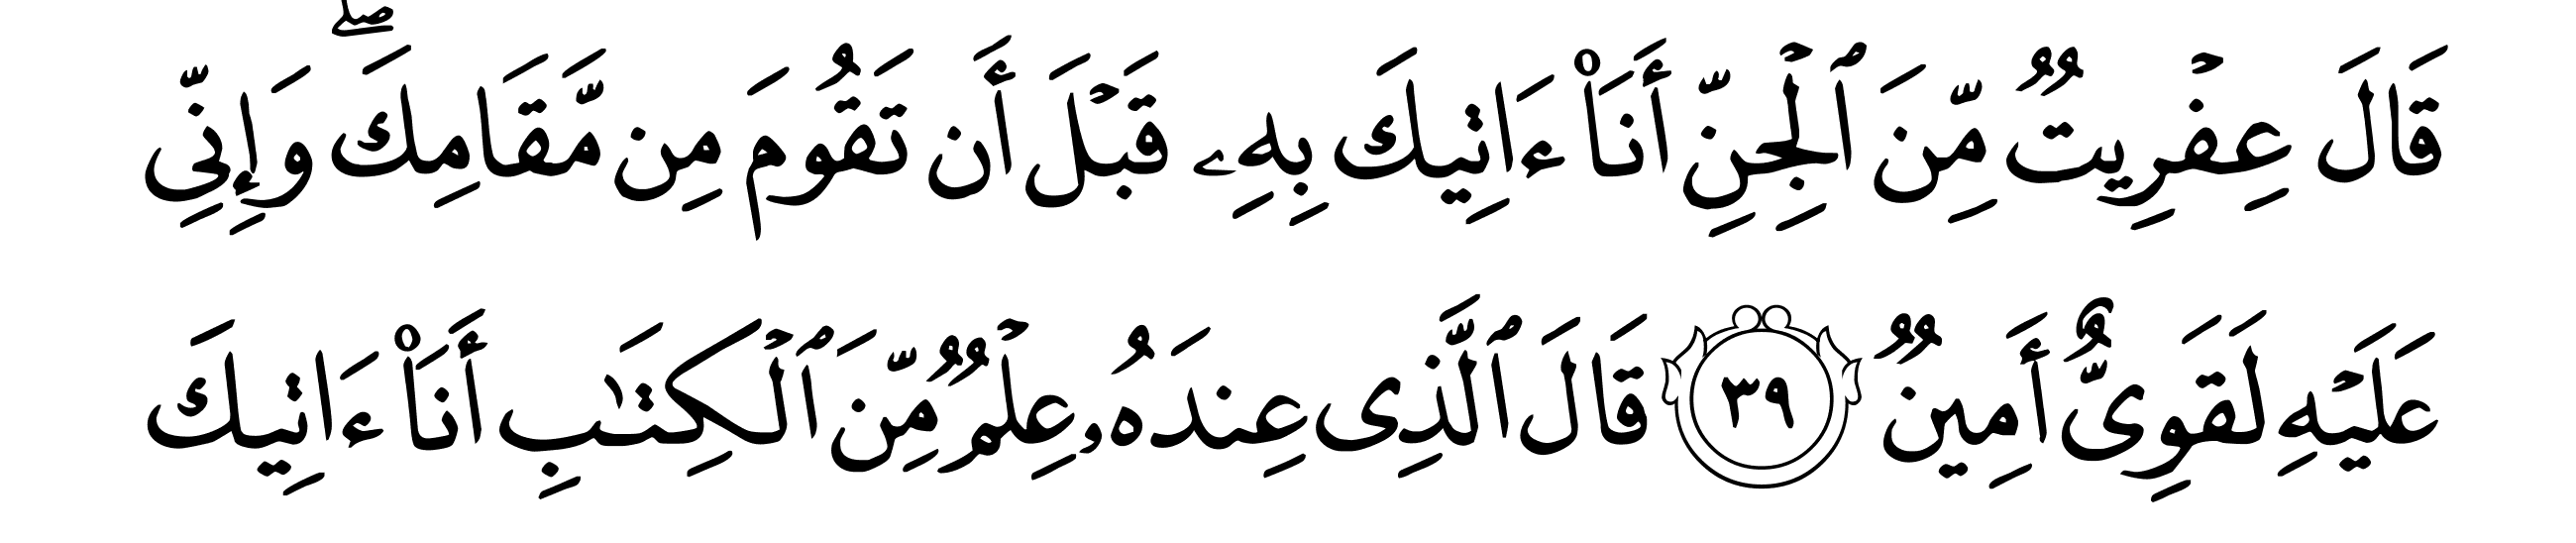 قَالَ عِفۡرِيتٞ مِّنَ ٱلۡجِنِّ أَنَا۠ ءَاتِيكَ بِهِۦ قَبۡلَ أَن تَقُومَ مِن مَّقَامِكَۖ وَإِنِّي
عَلَيۡهِ لَقَوِيٌّ أَمِينٞ ٣٩ قَالَ ٱلَّذِى عِندَهُۥ عِلۡمٞ مِّنَ ٱلۡكِتَٰبِ أَنَا۠ ءَاتِيكَ